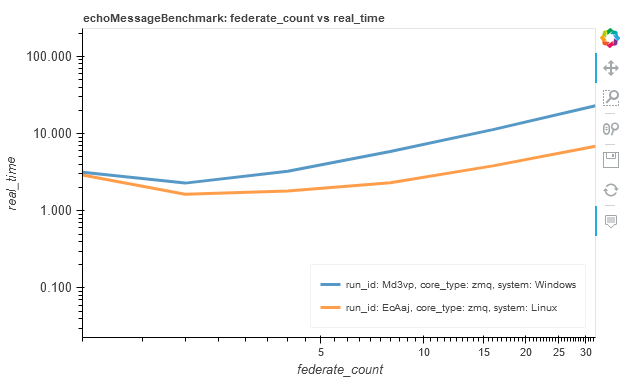 echoMessageBenchmark: federate_count vs real_time
100.000
10.000
1.000
0.100
real_time
run_id: Md3vp, core_type: zmq, system: Windows
run_id: EcAaj, core_type: zmq, system: Linux
5 10 15 20 25 30
federate_count